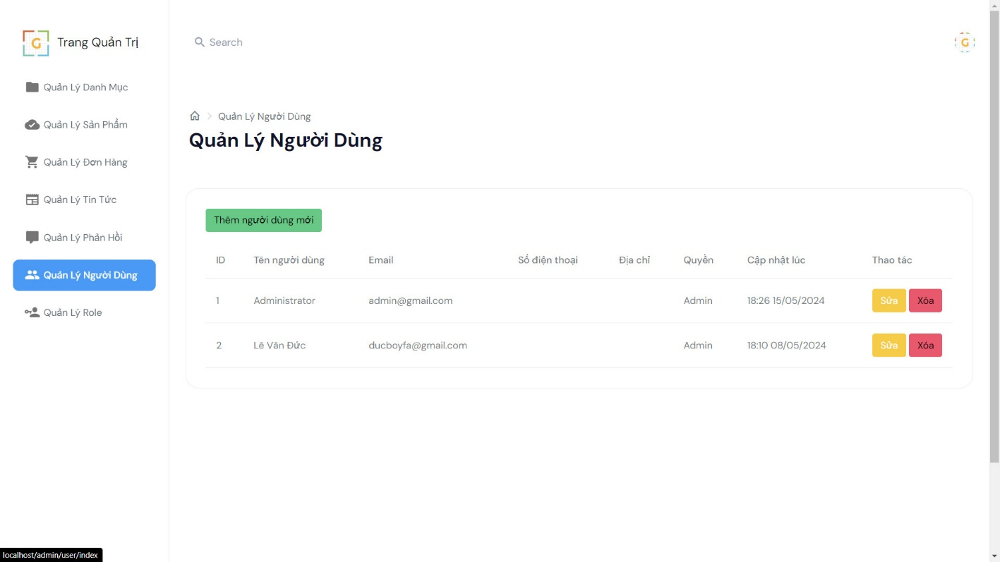 G Trang Quản Trị
Quản Lý Danh Mục
Quản Lý Sản Phẩm
Quản Lý Đơn Hàng
Quản Lý Tin Tức
Quản Lý Phản Hồi
Quản Lý Người Dùng
Quản Lý Role
Search
G
Quản Lý Người Dùng
Quản Lý Người Dùng
Thêm người dùng mới
ID Tên người dùng Email Số điện thoại Địa chỉ Quyền Cập nhật lúc Thao tác
1 Administrator admin@gmail.com Admin 18:26 15/05/2024 Sửa Xóa
2 Lê Văn Đức ducboyfa@gmail.com Admin 18:10 08/05/2024 Sửa Xóa
localhost/admin/user/index